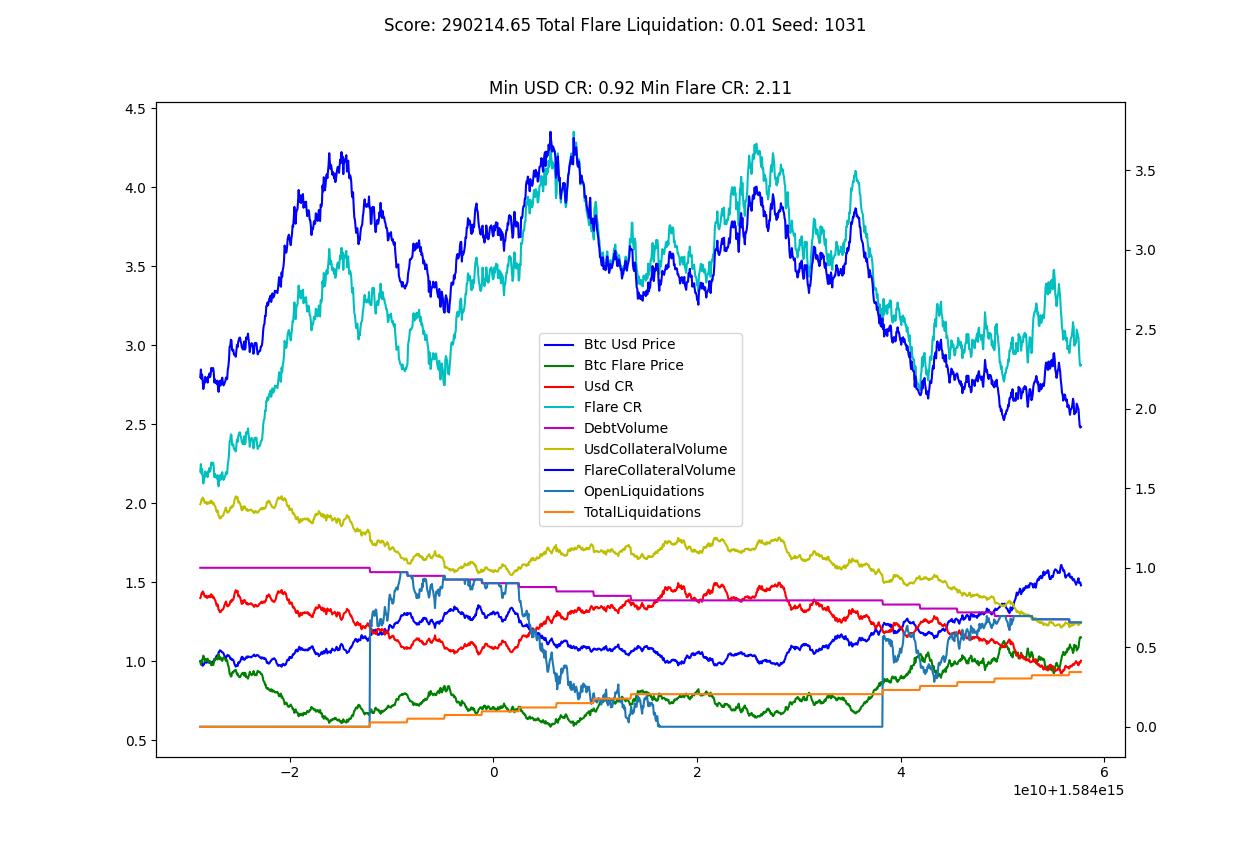 Score: 290214.65 Total Flare Liquidation: 0.01 Seed: 1031
Min USD CR: 0.92 Min Flare CR: 2.11
4.5
4.0
3.5
3.0
2.5
2.0
1.5
1.0
0.5
3.5
3.0
2.5
2.0
1.5
1.0
0.5
0.0
Btc Usd Price
Btc Flare Price
Usd CR
Flare CR
DebtVolume
UsdCollateralVolume
FlareCollateralVolume
OpenLiquidations
TotalLiquidations
−2 0 2 4 6
1e10+1.584e15